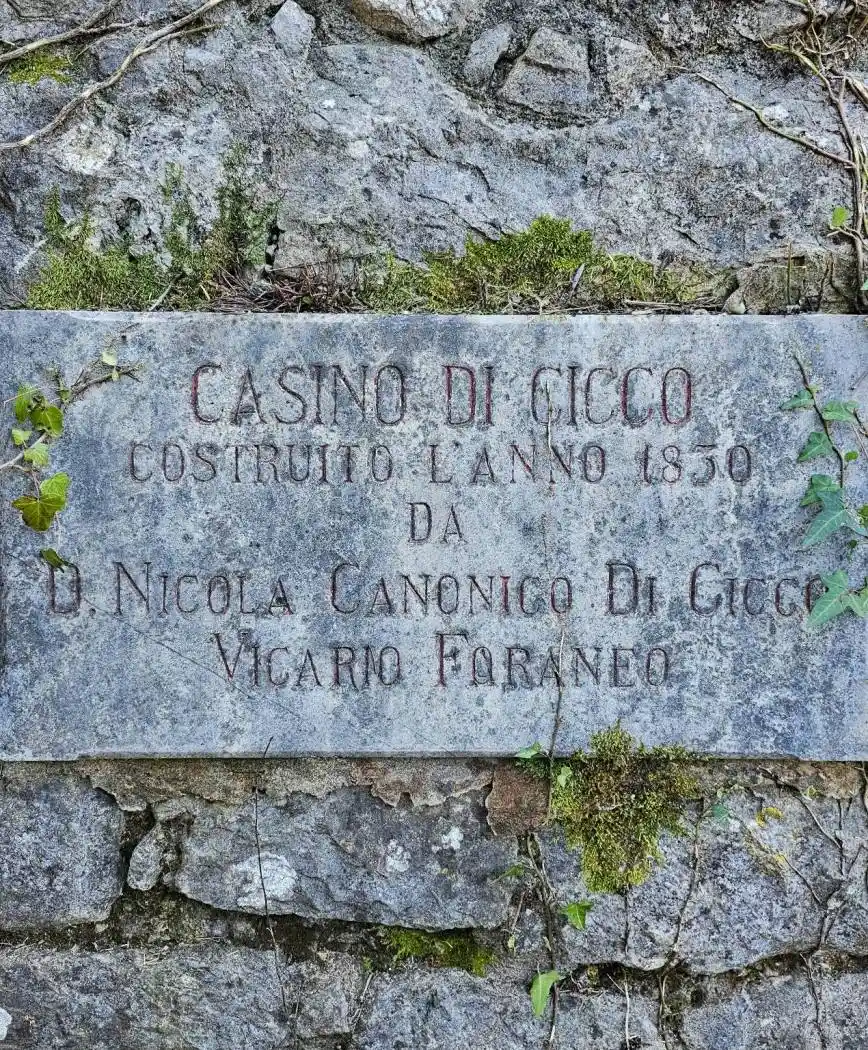 CASINO DI CICCO
COSTRUITO L'ANNO 1830
DA
D. NICOLA CANONICO DI CICCO
VICARIO FORANEO